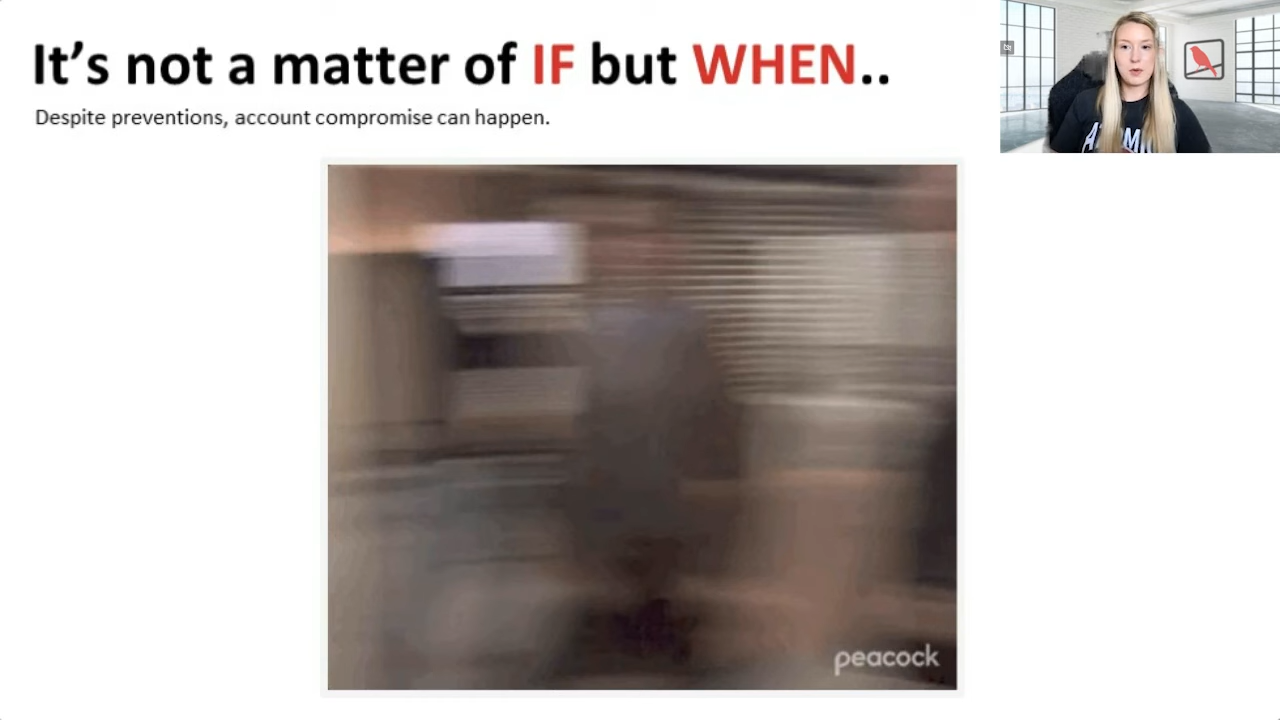 It's not a matter of IF but WHEN..
Despite preventions, account compromise can happen.
peacock